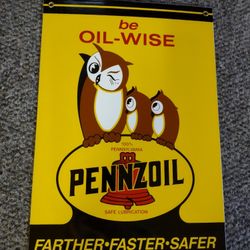 be
OIL-WISE
100%
PENNSYLVANIA
PENNZOIL
SAFE LUBRICATION
FARTHER•FASTER•SAFER